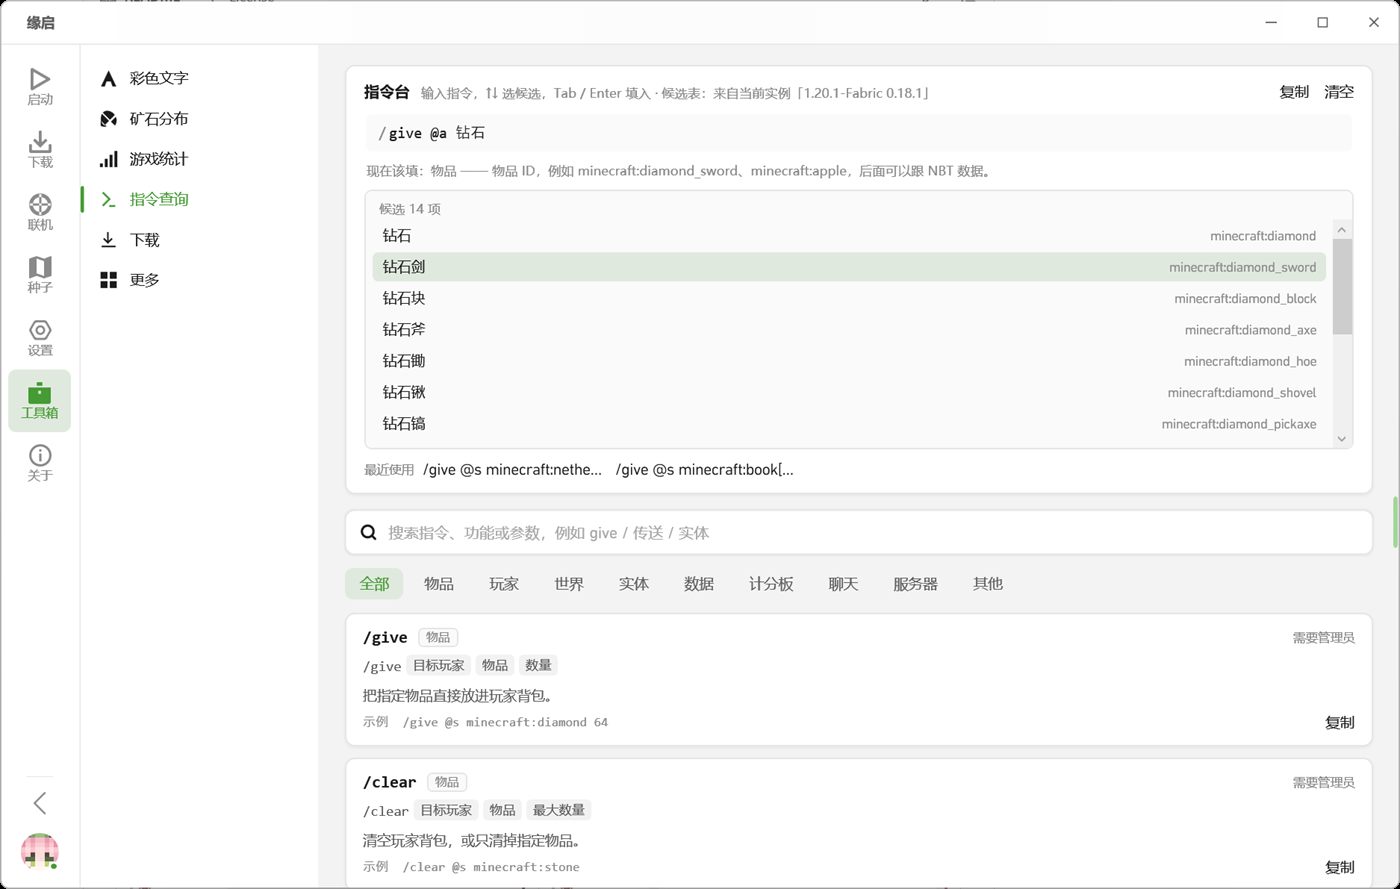 缘启
启动
下载
联机
种子
设置
工具箱
关于
彩色文字
矿石分布
游戏统计
指令查询
下载
更多
指令台 输入指令，⇅ 选候选，Tab / Enter 填入 · 候选表：来自当前实例「1.20.1-Fabric 0.18.1」 复制 清空
/give @a 钻石
现在该填：物品 —— 物品 ID，例如 minecraft:diamond_sword、minecraft:apple，后面可以跟 NBT 数据。
候选 14 项
钻石 minecraft:diamond
钻石剑 minecraft:diamond_sword
钻石块 minecraft:diamond_block
钻石斧 minecraft:diamond_axe
钻石锄 minecraft:diamond_hoe
钻石锹 minecraft:diamond_shovel
钻石镐 minecraft:diamond_pickaxe
最近使用 /give @s minecraft:nethe... /give @s minecraft:book[...
搜索指令、功能或参数，例如 give / 传送 / 实体
全部 物品 玩家 世界 实体 数据 计分板 聊天 服务器 其他
/give 物品 需要管理员
/give 目标玩家 物品 数量
把指定物品直接放进玩家背包。
示例 /give @s minecraft:diamond 64 复制
/clear 物品 需要管理员
/clear 目标玩家 物品 最大数量
清空玩家背包，或只清掉指定物品。
示例 /clear @s minecraft:stone 复制